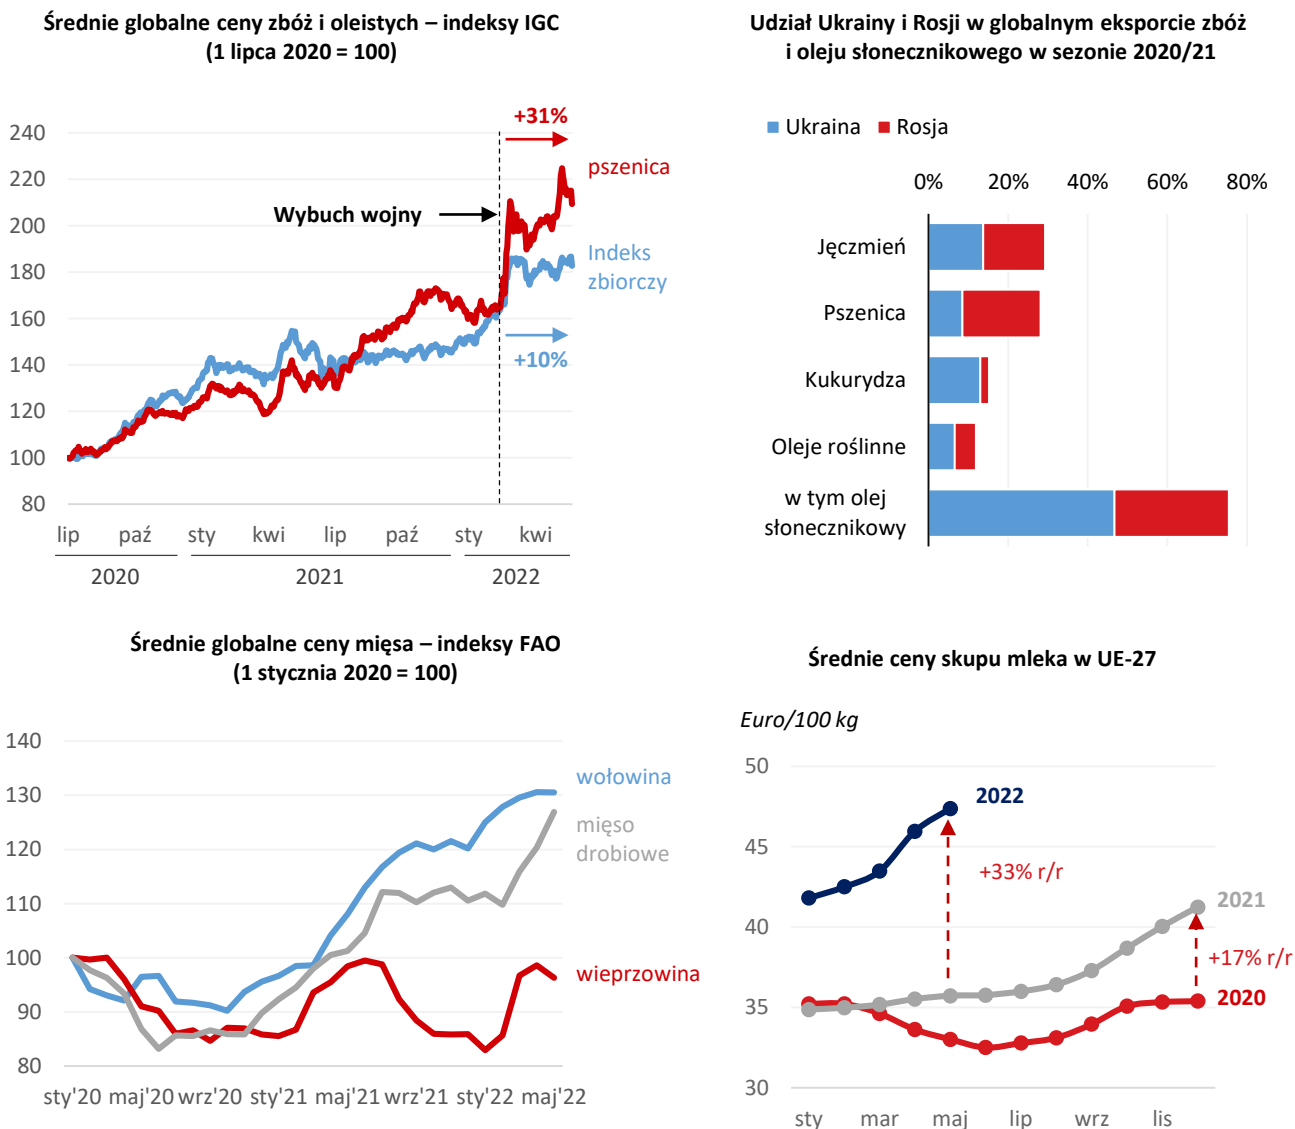 Średnie globalne ceny zbóż i oleistych – indeksy IGC
(1 lipca 2020 = 100)
240
220
200
180
160
140
120
100
80
+31%
pszenica
Wybuch wojny
Indeks
zbiorczy
+10%
lip paź sty kwi lip paź sty kwi
2020 2021 2022
Udział Ukrainy i Rosji w globalnym eksporcie zbóż
i oleju słonecznikowego w sezonie 2020/21
Ukraina Rosja
0% 20% 40% 60% 80%
Jęczmień
Pszenica
Kukurydza
Oleje roślinne
w tym olej
słonecznikowy
Średnie globalne ceny mięsa – indeksy FAO
(1 stycznia 2020 = 100)
140
130
120
110
100
90
80
wołowina
mięso
drobiowe
wieprzowina
sty'20 maj'20 wrz'20 sty'21 maj'21 wrz'21 sty'22 maj'22
Średnie ceny skupu mleka w UE-27
Euro/100 kg
50
45
40
35
30
2022
+33% r/r
2021
+17% r/r
2020
sty mar maj lip wrz lis